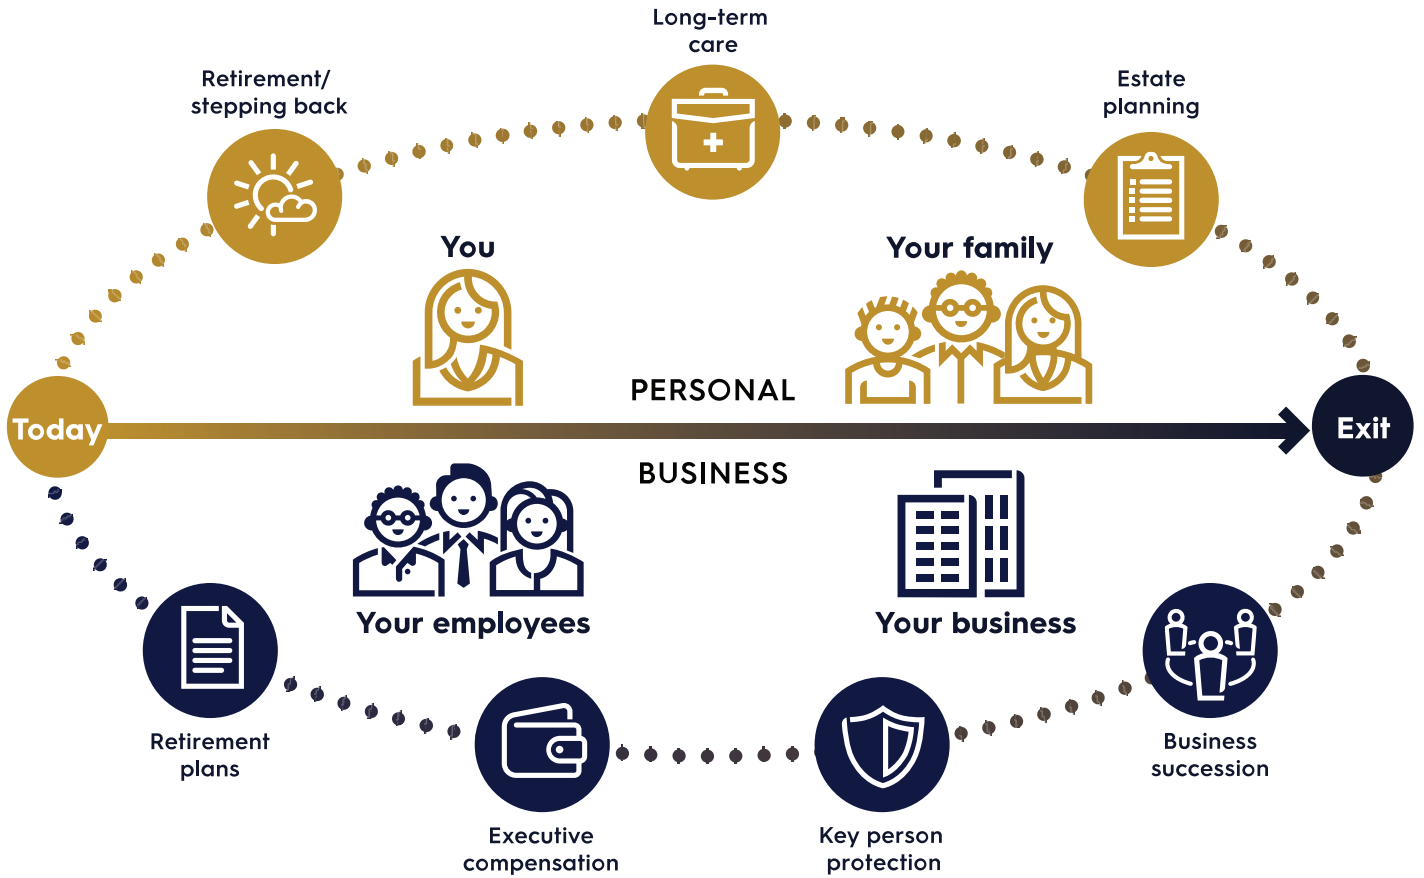 Long-term
care
Retirement/
stepping back
Estate
planning
You
Your family
PERSONAL
Today
Exit
BUSINESS
Your employees
Your business
Retirement
plans
Business
succession
Executive
compensation
Key person
protection